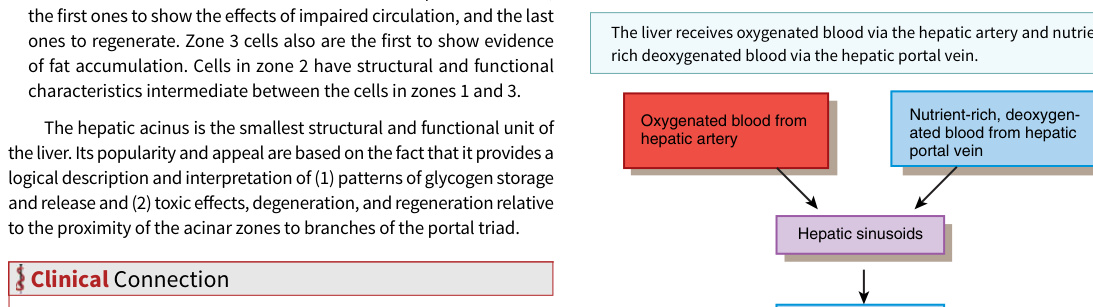 the first ones to show the effects of impaired circulation, and the last
ones to regenerate. Zone 3 cells also are the first to show evidence
of fat accumulation. Cells in zone 2 have structural and functional
characteristics intermediate between the cells in zones 1 and 3.
The hepatic acinus is the smallest structural and functional unit of
the liver. Its popularity and appeal are based on the fact that it provides a
logical description and interpretation of (1) patterns of glycogen storage
and release and (2) toxic effects, degeneration, and regeneration relative
to the proximity of the acinar zones to branches of the portal triad.
Clinical Connection
The liver receives oxygenated blood via the hepatic artery and nutrie
rich deoxygenated blood via the hepatic portal vein.
Oxygenated blood from
hepatic artery
Nutrient-rich, deoxygen-
ated blood from hepatic
portal vein
Hepatic sinusoids